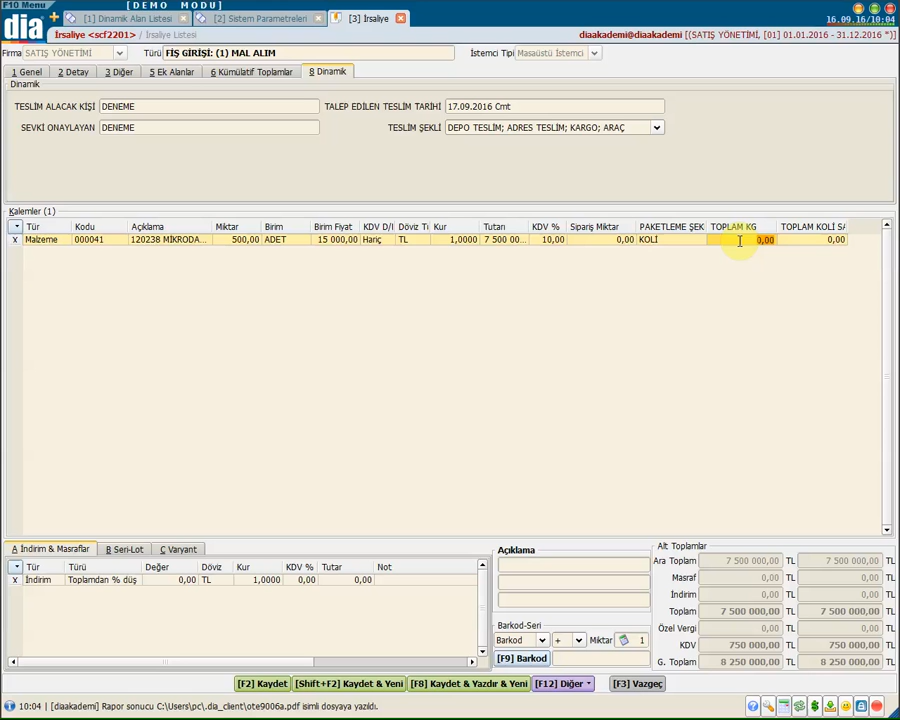 F10 Menu [ D E M O  M O D U ]
dia [1] Dinamik Alan Listesi [2] Sistem Parametreleri [3] İrsaliye 16.09.16/10:04
İrsaliye <scf2201> / İrsaliye Listesi diaakademi@diaakademi [(SATIŞ YÖNETİMİ, [01] 01.01.2016 - 31.12.2016 *)]
Firma SATIŞ YÖNETİMİ Türü FİŞ GİRİŞİ: (1) MAL ALIM İstemci Tipi Masaüstü İstemci
1 Genel 2 Detay 3 Diğer 5 Ek Alanlar 6 Kümülatif Toplamlar 8 Dinamik
Dinamik
TESLİM ALACAK KİŞİ DENEME TALEP EDİLEN TESLİM TARİHİ 17.09.2016 Cmt
SEVKİ ONAYLAYAN DENEME TESLİM ŞEKLİ DEPO TESLİM; ADRES TESLİM; KARGO; ARAÇ
Kalemler (1)
Tür Kodu Açıklama Miktar Birim Birim Fiyat KDV D/I Döviz T Kur Tutarı KDV % Sipariş Miktar PAKETLEME ŞEK TOPLAM KG TOPLAM KOLİ SA
X Malzeme 000041 120238 MİKRODA... 500,00 ADET 15 000,00 Hariç TL 1,0000 7 500 00... 10,00 0,00 KOLİ 0,00 0,00
A İndirim & Masraflar B Seri-Lot C Varyant
Tür Türü Değer Döviz Kur KDV % Tutar Not
X İndirim Toplamdan % düş 0,00 TL 1,0000 0,00 0,00
Açıklama
Barkod-Seri
Barkod + Miktar 1
[F9] Barkod
Alt Toplamlar
Ara Toplam 7 500 000,00 TL 7 500 000,00 TL
Masraf 0,00 TL 0,00 TL
İndirim 0,00 TL 0,00 TL
Toplam 7 500 000,00 TL 7 500 000,00 TL
Özel Vergi 0,00 TL 0,00 TL
KDV 750 000,00 TL 750 000,00 TL
G. Toplam 8 250 000,00 TL 8 250 000,00 TL
[F2] Kaydet [Shift+F2] Kaydet & Yeni [F8] Kaydet & Yazdır & Yeni [F12] Diğer [F3] Vazgeç
10:04 [daakademi] Rapor sonucu C:\Users\pc\.dia_client\ote9006a.pdf isimli dosyaya yazıldı.